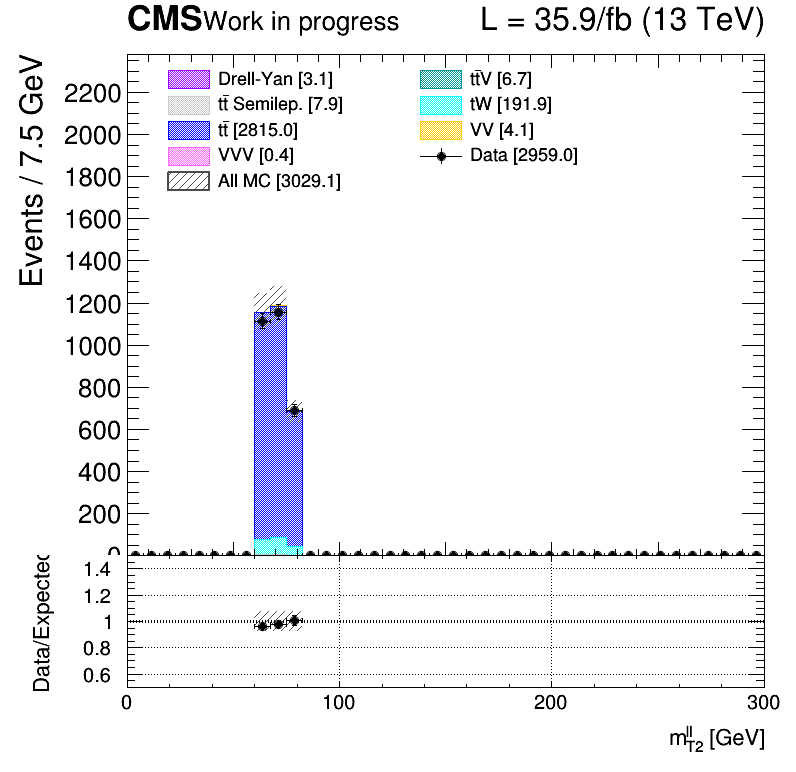 CMS Work in progress L = 35.9/fb (13 TeV)
Events / 7.5 GeV
Drell-Yan [3.1]
tt̄ Semilep. [7.9]
tt̄ [2815.0]
VVV [0.4]
All MC [3029.1]
tt̄V [6.7]
tW [191.9]
VV [4.1]
Data [2959.0]
2200
2000
1800
1600
1400
1200
1000
800
600
400
200
0
Data/Expected
1.4
1.2
1
0.8
0.6
0 100 200 300
m_{T2}^{ll} [GeV]